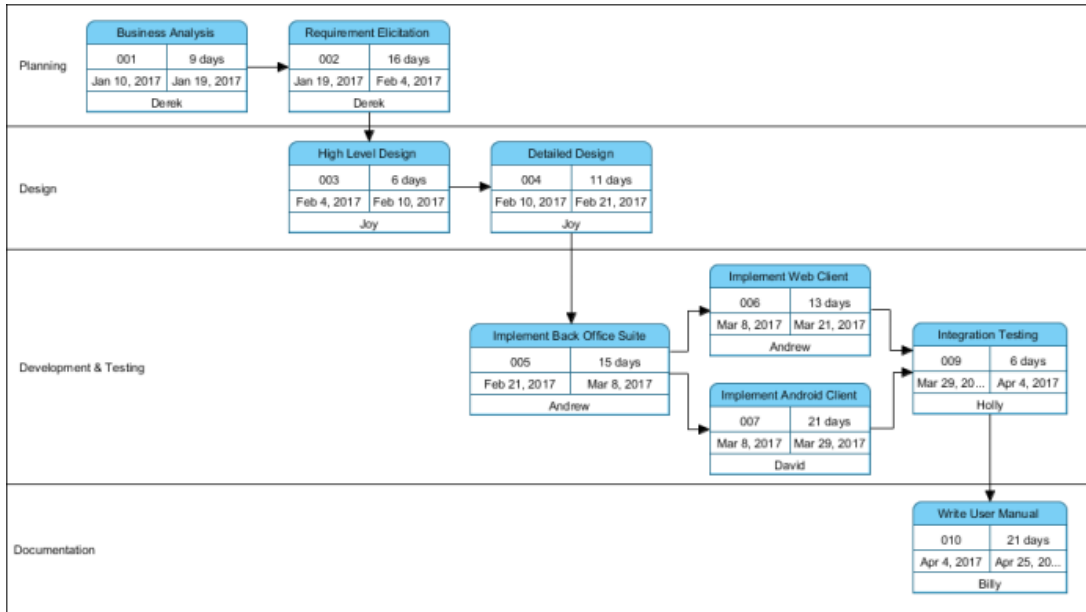 Planning
Business Analysis
001 9 days
Jan 10, 2017 Jan 19, 2017
Derek
Requirement Elicitation
002 16 days
Jan 19, 2017 Feb 4, 2017
Derek
Design
High Level Design
003 6 days
Feb 4, 2017 Feb 10, 2017
Joy
Detailed Design
004 11 days
Feb 10, 2017 Feb 21, 2017
Joy
Development & Testing
Implement Back Office Suite
005 15 days
Feb 21, 2017 Mar 8, 2017
Andrew
Implement Web Client
006 13 days
Mar 8, 2017 Mar 21, 2017
Andrew
Implement Android Client
007 21 days
Mar 8, 2017 Mar 29, 2017
David
Integration Testing
009 6 days
Mar 29, 20... Apr 4, 2017
Holly
Documentation
Write User Manual
010 21 days
Apr 4, 2017 Apr 25, 20...
Billy